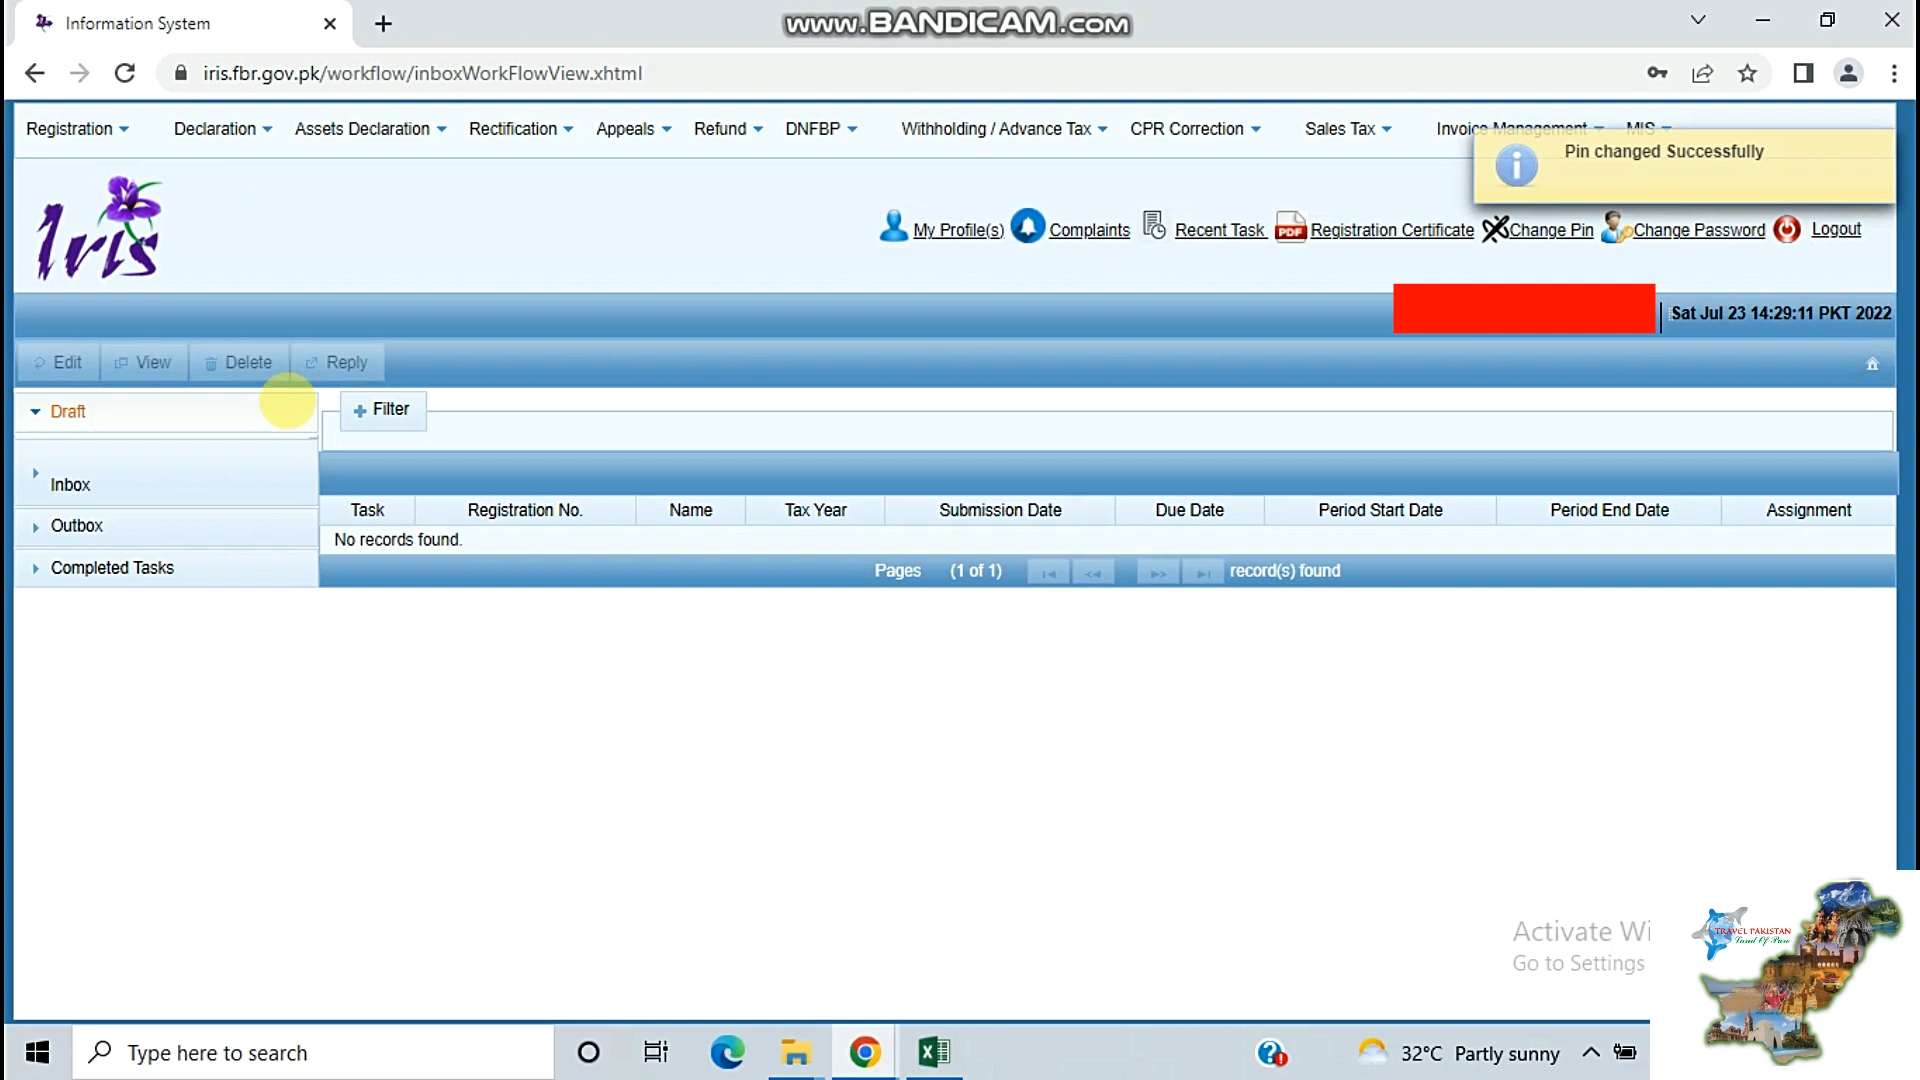 Information System
www.BANDICAM.com
iris.fbr.gov.pk/workflow/inboxWorkFlowView.xhtml
Registration Declaration Assets Declaration Rectification Appeals Refund DNFBP Withholding / Advance Tax CPR Correction Sales Tax Invoice Management MIS
Pin changed Successfully
Iris
My Profile(s) Complaints Recent Task PDF Registration Certificate Change Pin Change Password Logout
Sat Jul 23 14:29:11 PKT 2022
Edit View Delete Reply
Draft
Filter
Inbox
Outbox
Completed Tasks
Task Registration No. Name Tax Year Submission Date Due Date Period Start Date Period End Date Assignment
No records found.
Pages (1 of 1) record(s) found
Activate Wi
Go to Settings
TRAVEL PAKISTAN
Land Of Pure
Type here to search
32°C Partly sunny